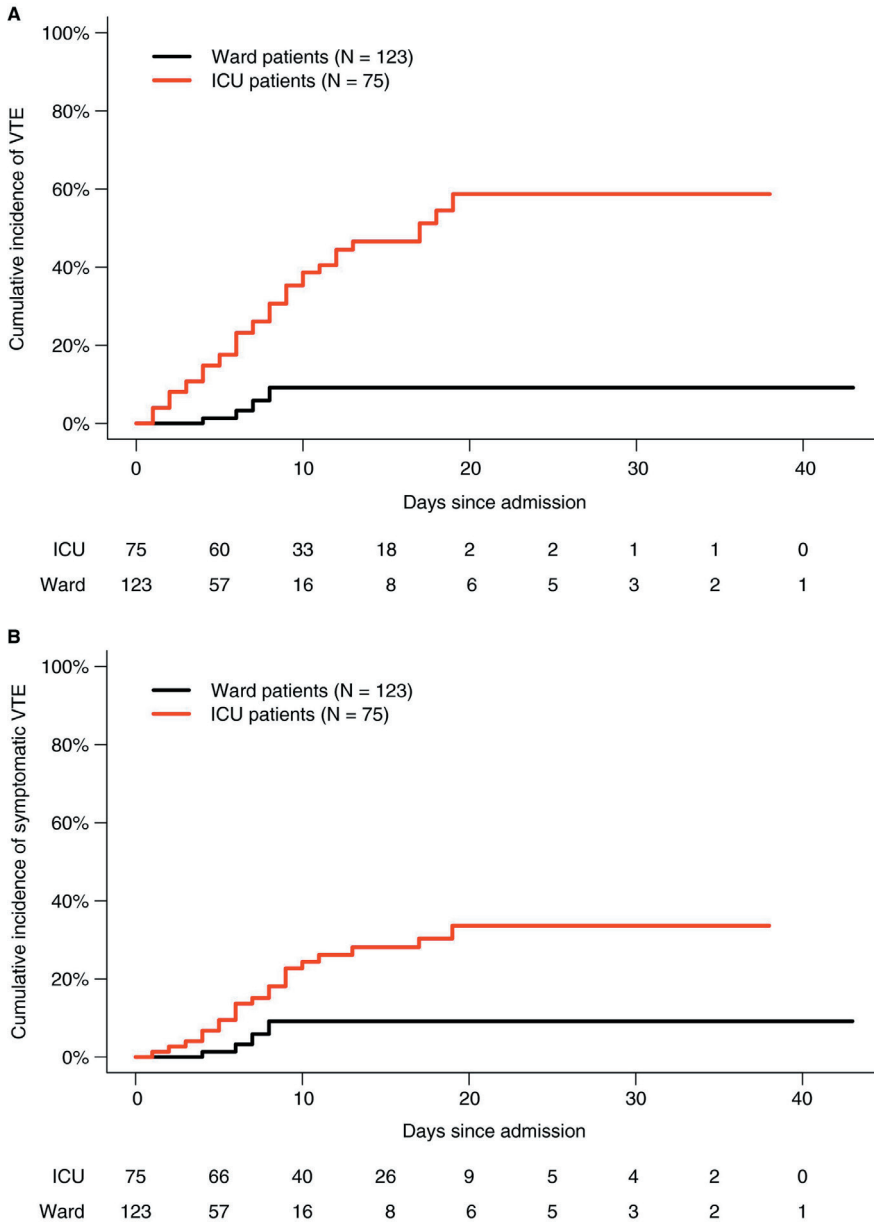 A
100%
80%
60%
40%
20%
0%
Cumulative incidence of VTE
Ward patients (N = 123)
ICU patients (N = 75)
0 10 20 30 40
Days since admission
ICU 75 60 33 18 2 2 1 1 0
Ward 123 57 16 8 6 5 3 2 1
B
100%
80%
60%
40%
20%
0%
Cumulative incidence of symptomatic VTE
Ward patients (N = 123)
ICU patients (N = 75)
0 10 20 30 40
Days since admission
ICU 75 66 40 26 9 5 4 2 0
Ward 123 57 16 8 6 5 3 2 1